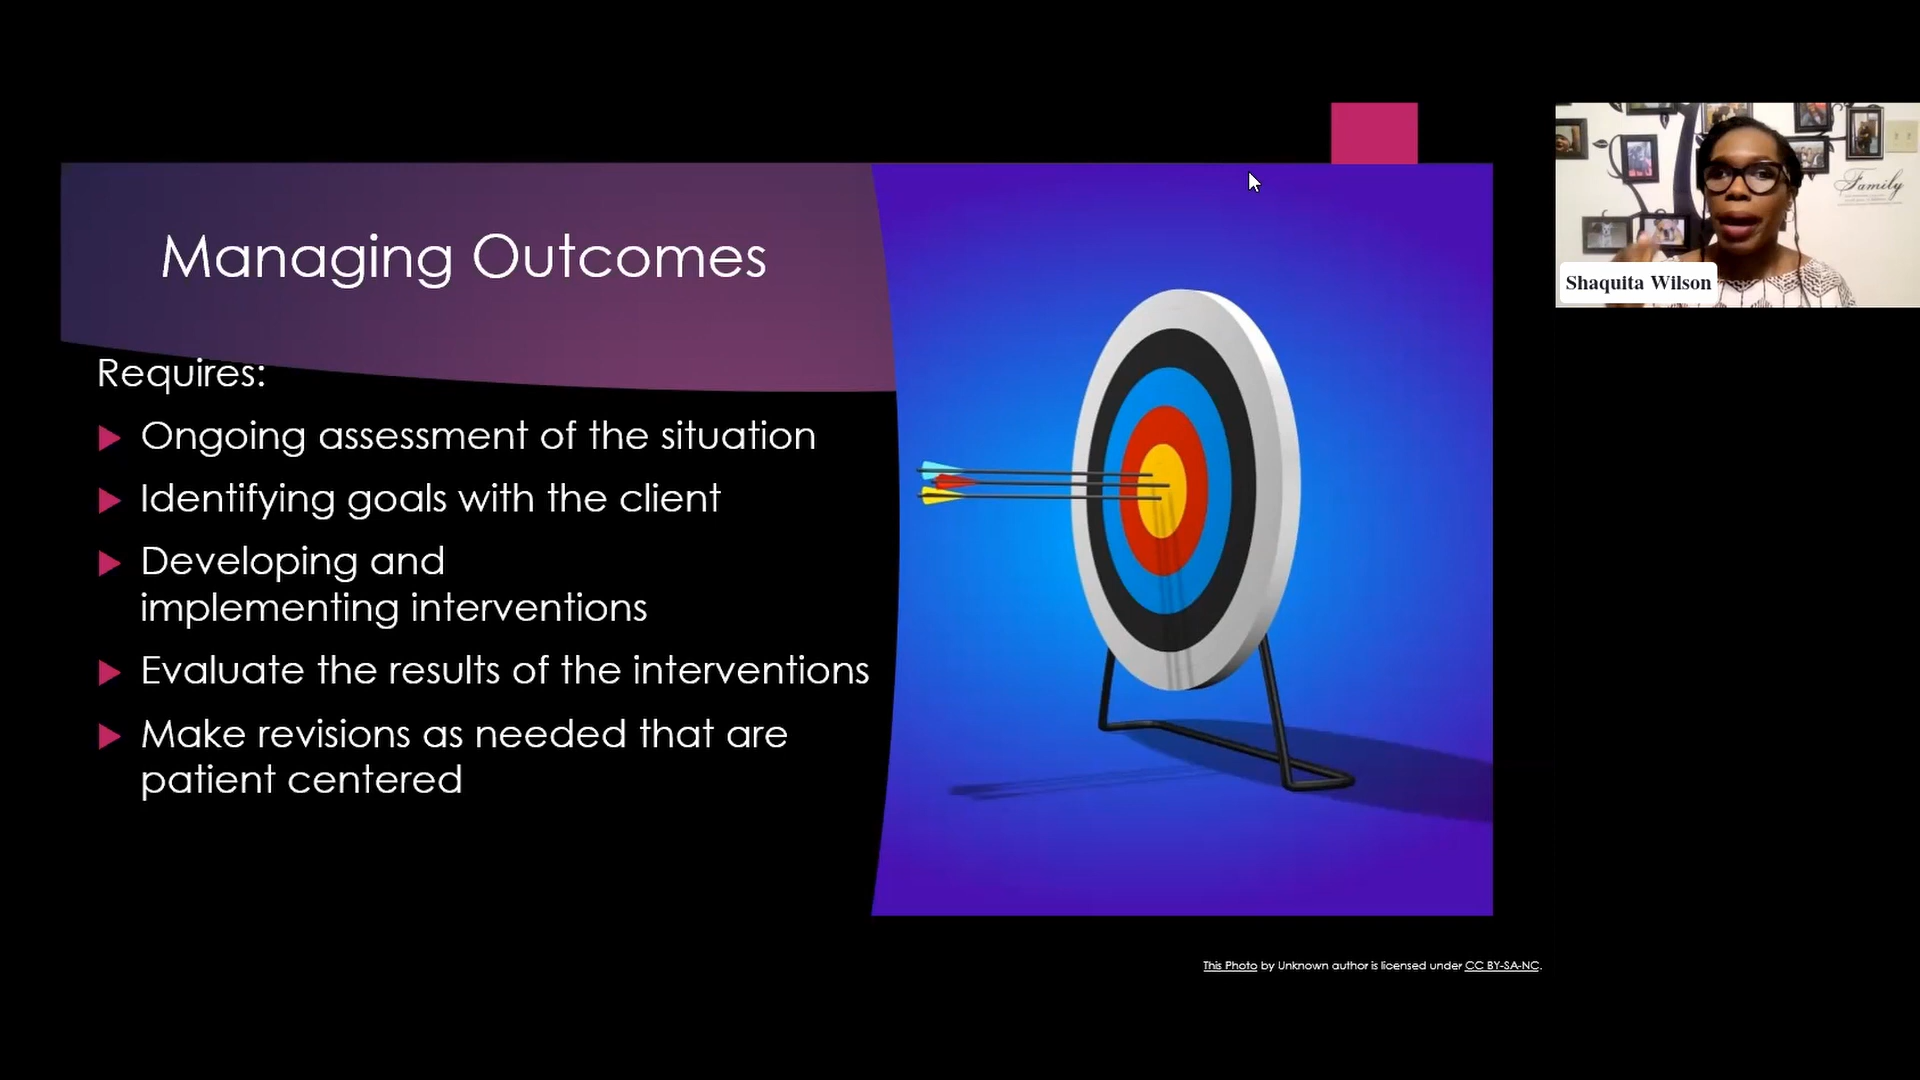 Managing Outcomes
Requires:
Ongoing assessment of the situation
Identifying goals with the client
Developing and
implementing interventions
Evaluate the results of the interventions
Make revisions as needed that are
patient centered
This Photo by Unknown author is licensed under CC BY-SA-NC.
Family
Shaquita Wilson